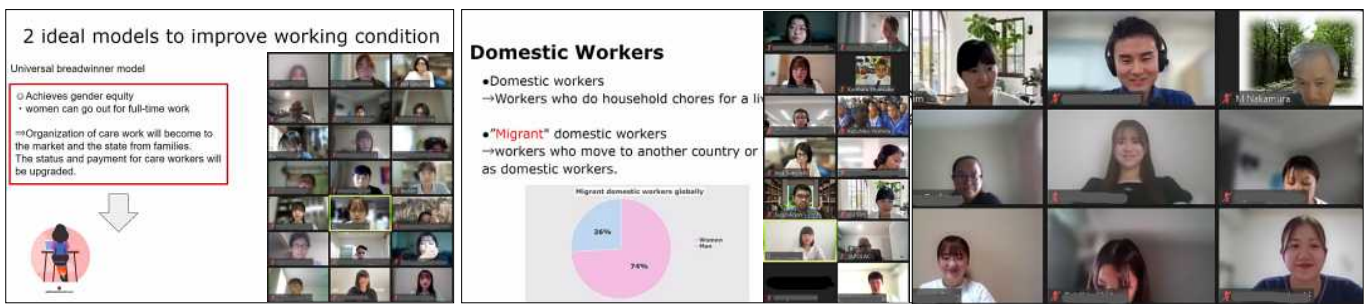 2 ideal models to improve working condition
Universal breadwinner model
○Achieves gender equity
・women can go out for full-time work
⇒Organization of care work will become to
the market and the state from families.
The status and payment for care workers will
be upgraded.
Domestic Workers
●Domestic workers
→Workers who do household chores for a li
●"Migrant" domestic workers
→workers who move to another country or
as domestic workers.
Migrant domestic workers globally
26%
74%
Women
Men
M Nakamura